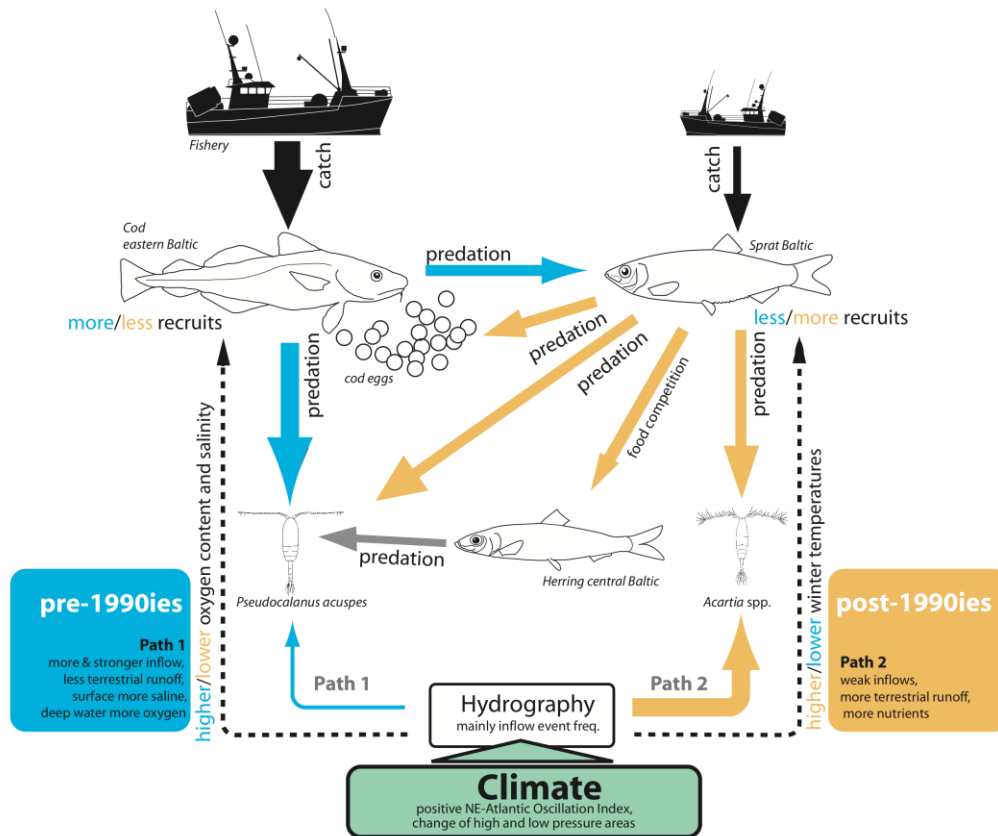 Fishery
catch
catch
Cod
eastern Baltic
predation
Sprat Baltic
more/less recruits
less/more recruits
cod eggs
predation
predation
predation
food competition
predation
higher/lower oxygen content and salinity
higher/lower winter temperatures
predation
Herring central Baltic
Pseudocalanus acuspes
Acartia spp.
pre-1990ies
Path 1
more & stronger inflow,
less terrestrial runoff,
surface more saline,
deep water more oxygen
post-1990ies
Path 2
weak inflows,
more terrestrial runoff,
more nutrients
Path 1
Path 2
Hydrography
mainly inflow event freq.
Climate
positive NE-Atlantic Oscillation Index,
change of high and low pressure areas